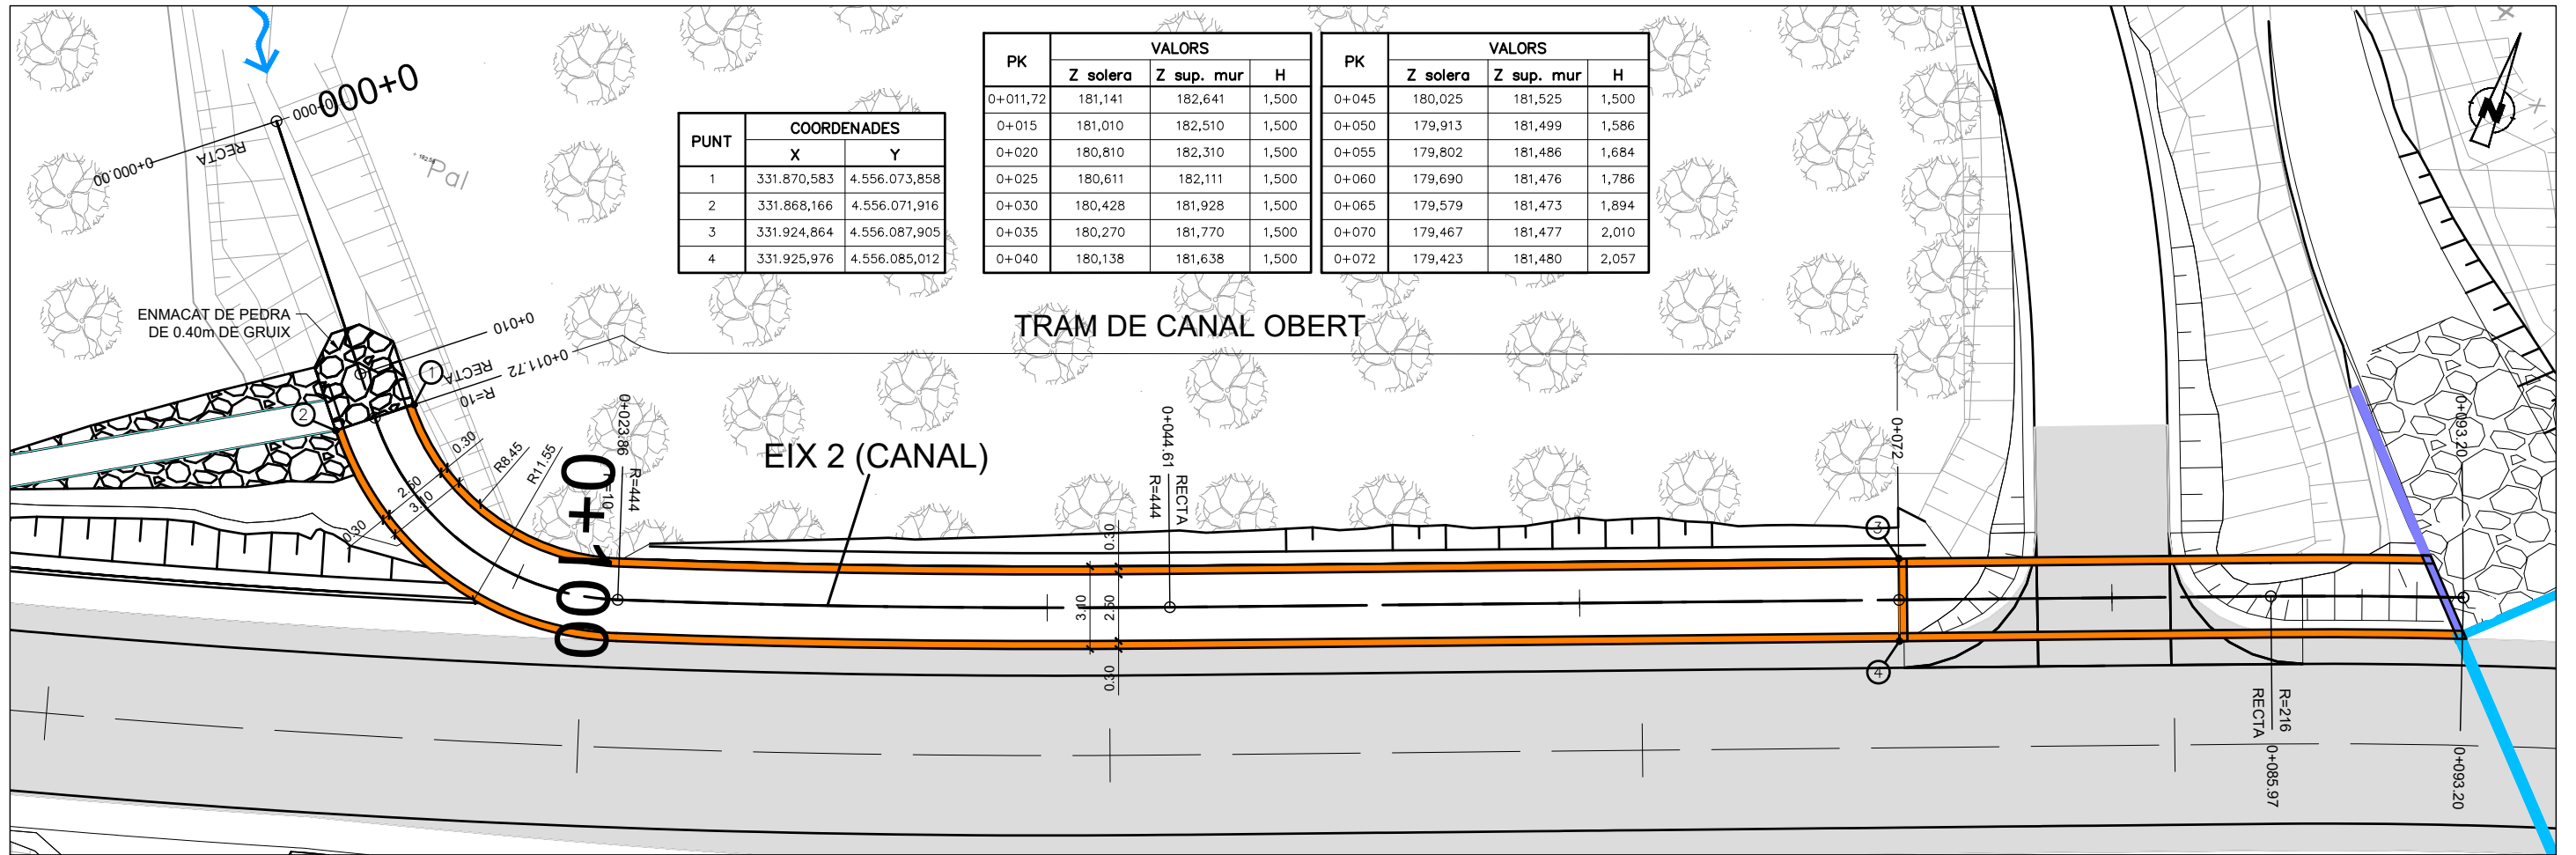 PUNT COORDENADES
X Y
1 331.870,583 4.556.073,858
2 331.868,166 4.556.071,916
3 331.924,864 4.556.087,905
4 331.925,976 4.556.085,012
PK VALORS
Z solera Z sup. mur H
0+011,72 181,141 182,641 1,500
0+015 181,010 182,510 1,500
0+020 180,810 182,310 1,500
0+025 180,611 182,111 1,500
0+030 180,428 181,928 1,500
0+035 180,270 181,770 1,500
0+040 180,138 181,638 1,500
PK VALORS
Z solera Z sup. mur H
0+045 180,025 181,525 1,500
0+050 179,913 181,499 1,586
0+055 179,802 181,486 1,684
0+060 179,690 181,476 1,786
0+065 179,579 181,473 1,894
0+070 179,467 181,477 2,010
0+072 179,423 181,480 2,057
N
0+000
0+000
0+000.00
RECTA
Pal
ENMACAT DE PEDRA
DE 0.40m DE GRUIX
0+010
RECTA
0+011.72
R=10
1
2
TRAM DE CANAL OBERT
EIX 2 (CANAL)
0.30
2.50
3.10
0.30
R8.45
R11.55
0+023.86
R=444
R=10
0+100
0.30
3.10
2.50
0.30
0+044.61
RECTA
R=444
0+072
3
4
R=216
RECTA
0+085.97
0+093.20
0+093.20